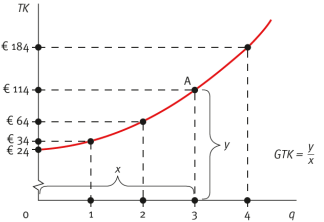 TK
€ 184
€ 114
A
€ 64
y
€ 34
€ 24
GTK = y/x
x
0 1 2 3 4 q